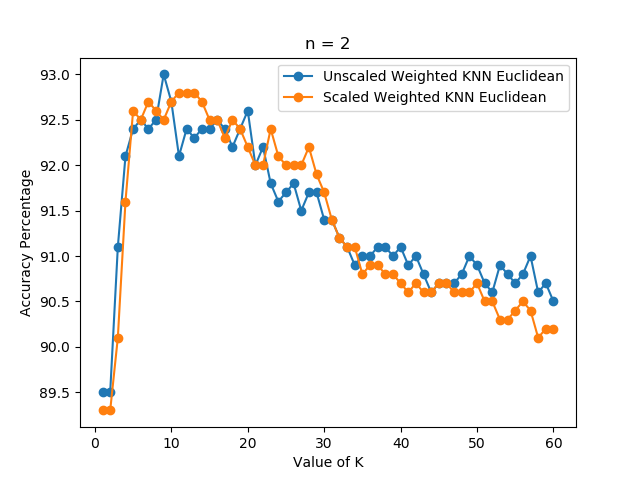 n = 2
Unscaled Weighted KNN Euclidean
Scaled Weighted KNN Euclidean
Accuracy Percentage
93.0
92.5
92.0
91.5
91.0
90.5
90.0
89.5
0 10 20 30 40 50 60
Value of K